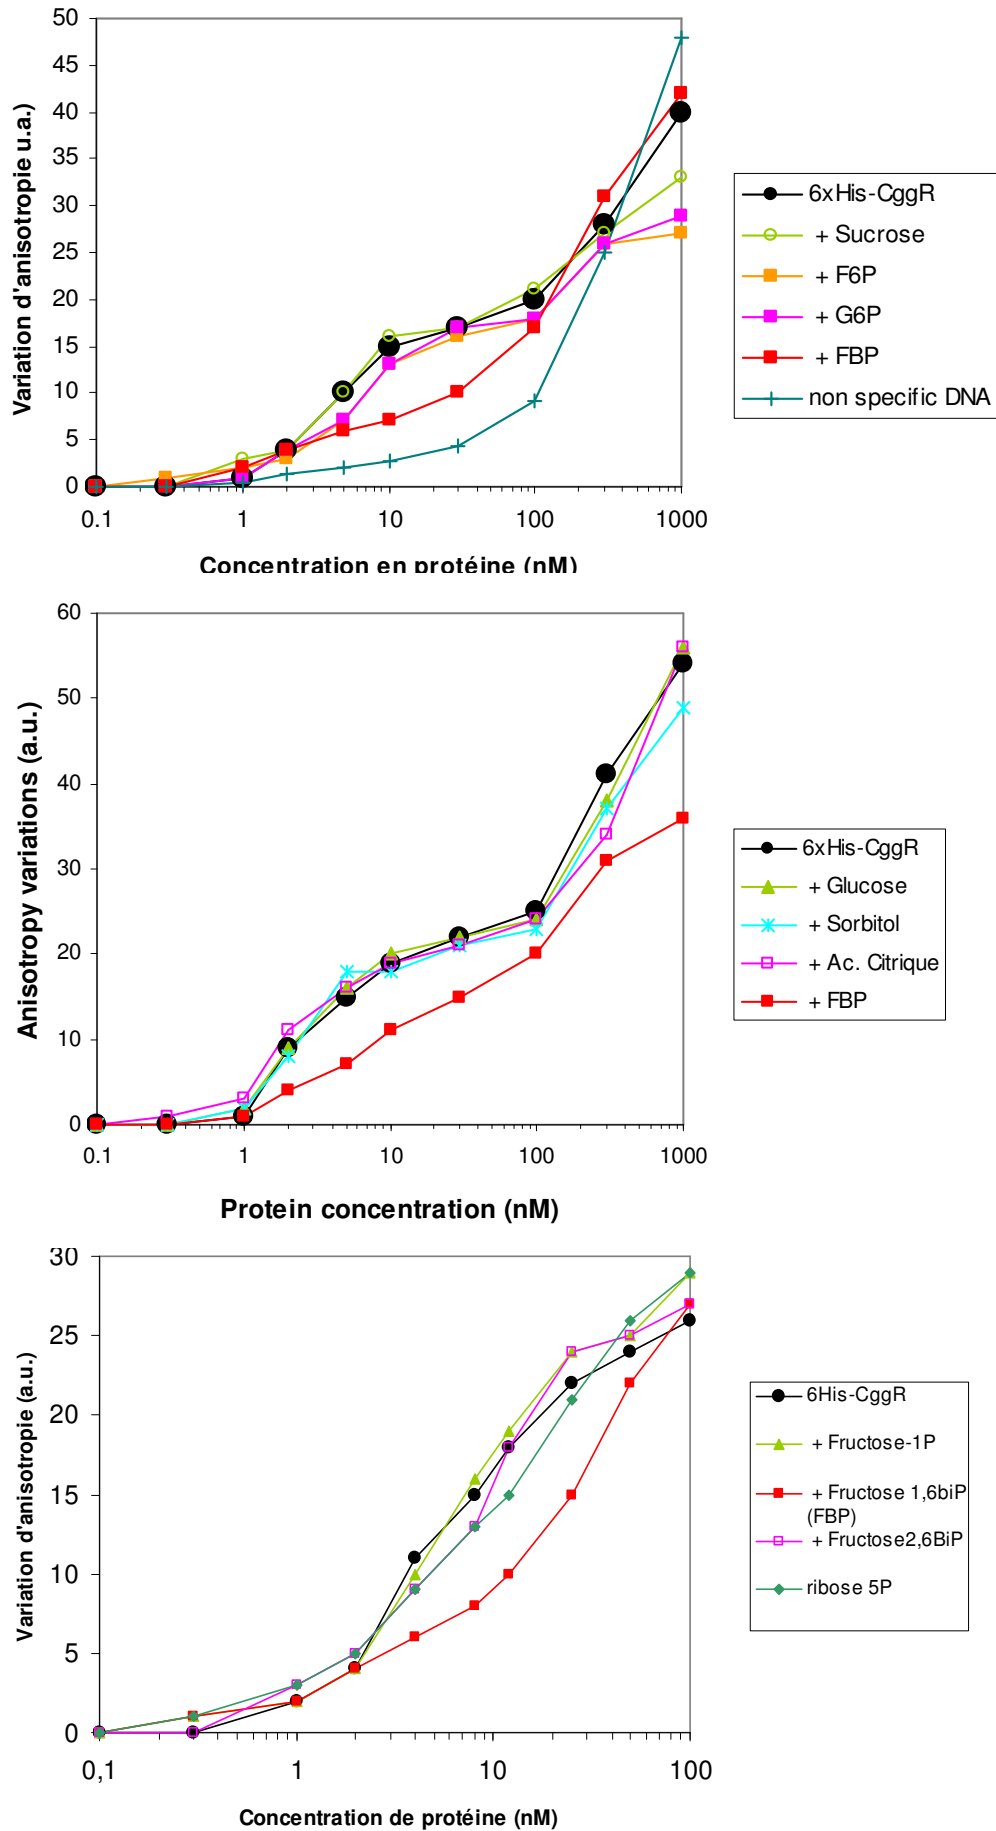 50
45
40
35
30
25
20
15
10
5
0
Variation d'anisotropie u.a.)
0.1
1
10
100
1000
Concentration en protéine (nM)
6xHis-CggR
+ Sucrose
+ F6P
+ G6P
+ FBP
non specific DNA
60
50
40
30
20
10
0
Anisotropy variations (a.u.)
0.1
1
10
100
1000
Protein concentration (nM)
6xHis-CggR
+ Glucose
+ Sorbitol
+ Ac. Citrique
+ FBP
30
25
20
15
10
5
0
Variation d'anisotropie (a.u.)
0,1
1
10
100
Concentration de protéine (nM)
6His-CggR
+ Fructose-1P
+ Fructose 1,6biP
(FBP)
+ Fructose2,6BiP
ribose 5P